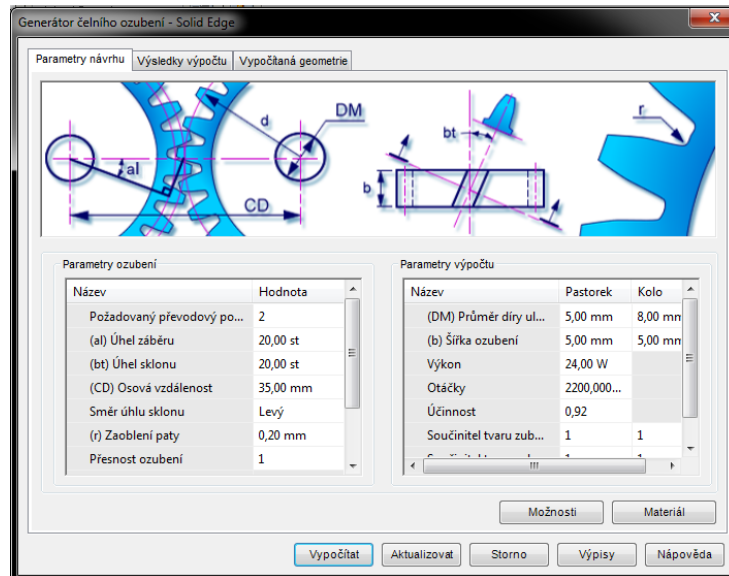 Generátor čelního ozubení - Solid Edge
Parametry návrhu Výsledky výpočtu Vypočítaná geometrie
d DM
al
CD
bt
b
r
Parametry ozubení
Název Hodnota
Požadovaný převodový po... 2
(al) Úhel záběru 20,00 st
(bt) Úhel sklonu 20,00 st
(CD) Osová vzdálenost 35,00 mm
Směr úhlu sklonu Levý
(r) Zaoblení paty 0,20 mm
Přesnost ozubení 1
Parametry výpočtu
Název Pastorek Kolo
(DM) Průměr díry ul... 5,00 mm 8,00 mm
(b) Šířka ozubení 5,00 mm 5,00 mm
Výkon 24,00 W
Otáčky 2200,000...
Účinnost 0,92
Součinitel tvaru zub... 1 1
Možnosti Materiál
Vypočítat Aktualizovat Storno Výpisy Nápověda